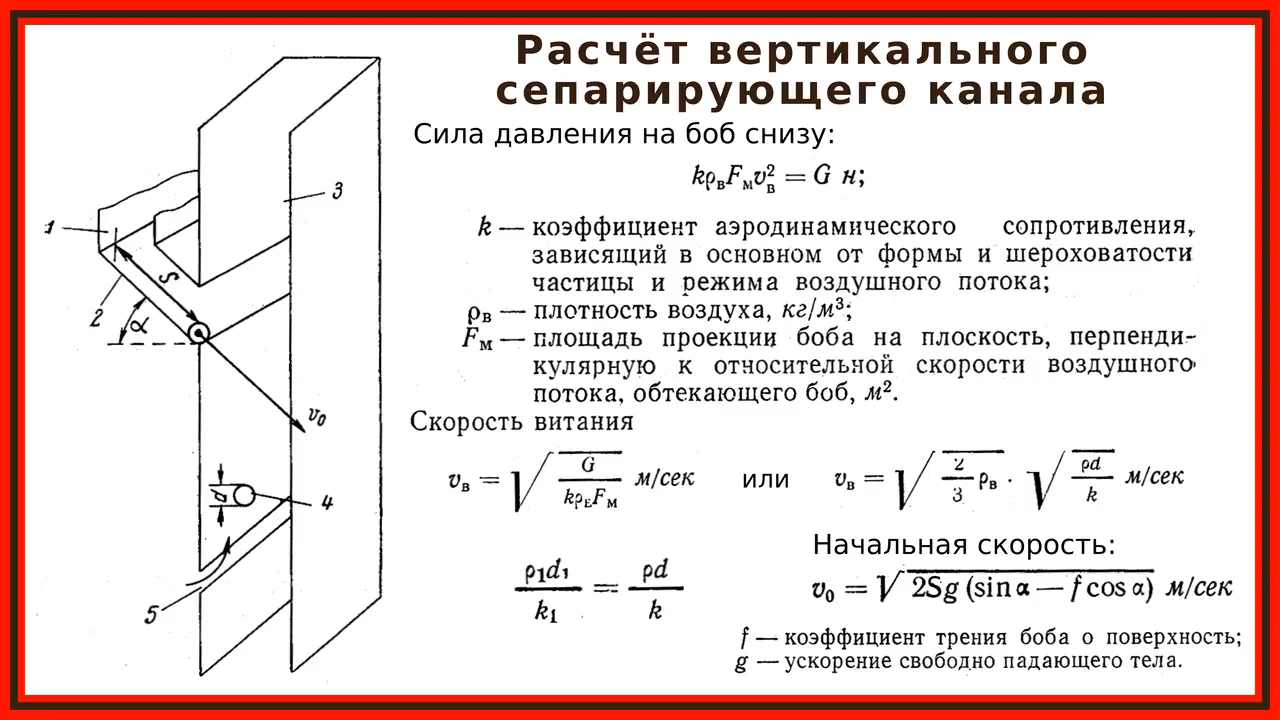 Расчёт вертикального
сепарирующего канала
Сила давления на боб снизу:
kρвFмv²в = G н;
k — коэффициент аэродинамического сопротивления,
зависящий в основном от формы и шероховатости
частицы и режима воздушного потока;
ρв — плотность воздуха, кг/м³;
Fм — площадь проекции боба на плоскость, перпенди-
кулярную к относительной скорости воздушного
потока, обтекающего боб, м².
Скорость витания
vв = √(G / kρвFм) м/сек или vв = √(2/3 ρв) · √(ρd / k) м/сек
ρ₁d₁ / k₁ = ρd / k
Начальная скорость:
v₀ = √2Sg (sin α — f cos α) м/сек
f — коэффициент трения боба о поверхность;
g — ускорение свободно падающего тела.
1
3
S
2
α
v₀
d
4
5